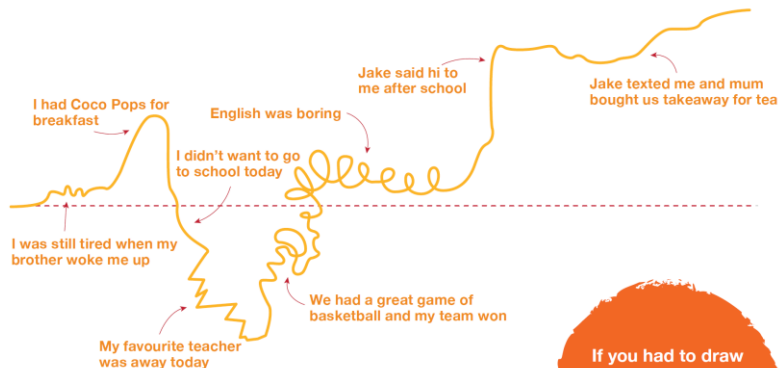 I had Coco Pops for
breakfast
I was still tired when my
brother woke me up
I didn't want to go
to school today
My favourite teacher
was away today
We had a great game of
basketball and my team won
English was boring
Jake said hi to
me after school
Jake texted me and mum
bought us takeaway for tea
If you had to draw